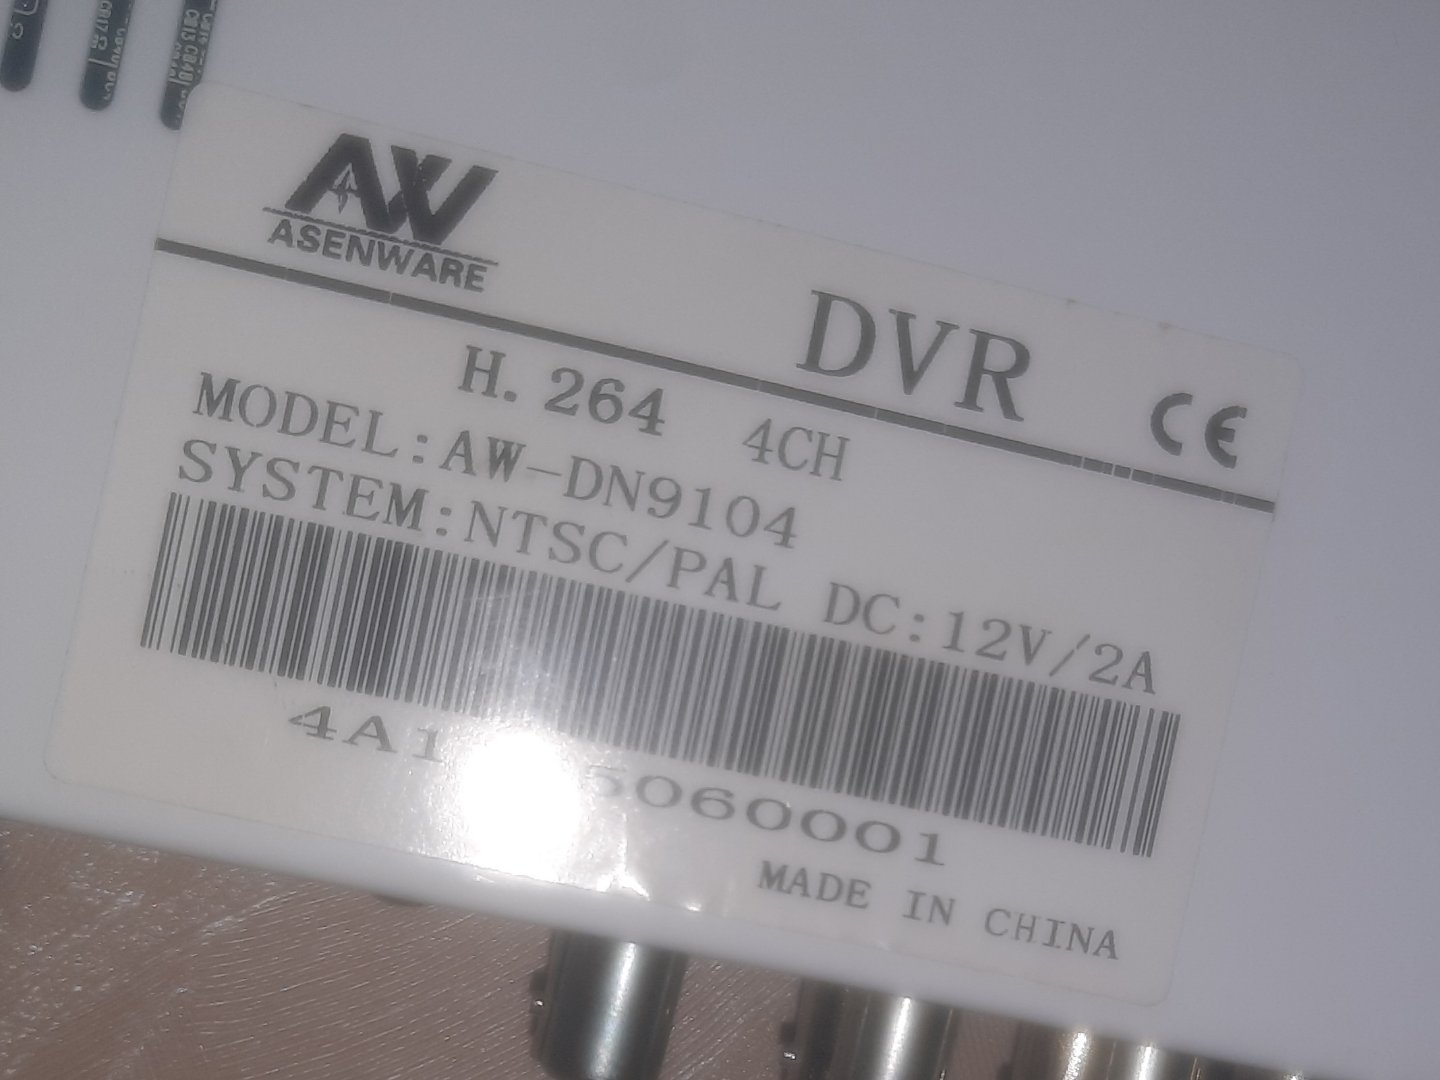 AW
ASENWARE
DVR
CE
H.264 4CH
MODEL:AW-DN9104
SYSTEM:NTSC/PAL DC:12V/2A
MADE IN CHINA